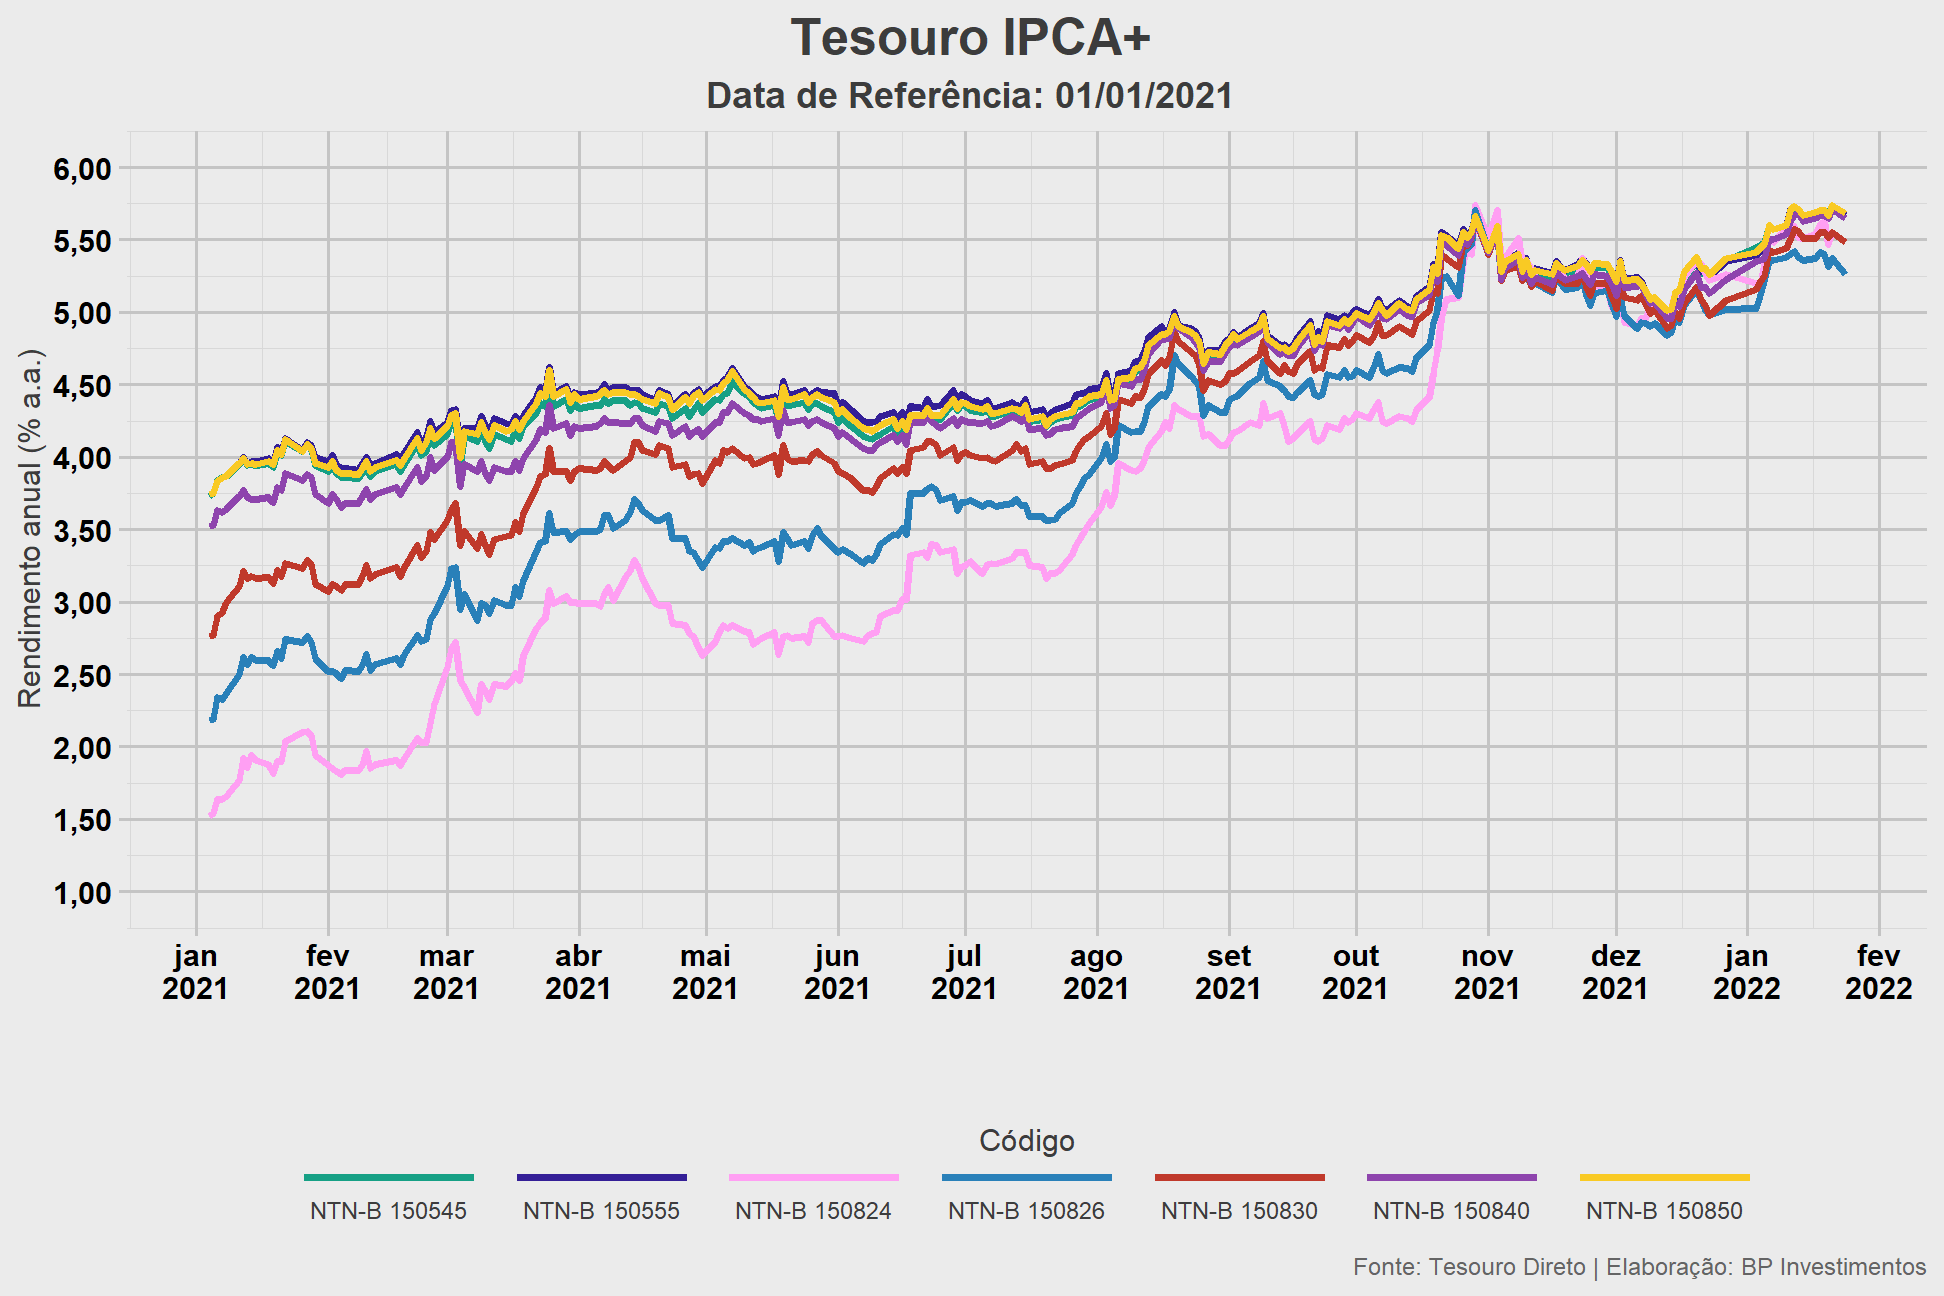 Tesouro IPCA+
Data de Referência: 01/01/2021
Rendimento anual (% a.a.)
6,00
5,50
5,00
4,50
4,00
3,50
3,00
2,50
2,00
1,50
1,00
jan fev mar abr mai jun jul ago set out nov dez jan fev
2021 2021 2021 2021 2021 2021 2021 2021 2021 2021 2021 2021 2022 2022
Código
NTN-B 150545 NTN-B 150555 NTN-B 150824 NTN-B 150826 NTN-B 150830 NTN-B 150840 NTN-B 150850
Fonte: Tesouro Direto | Elaboração: BP Investimentos